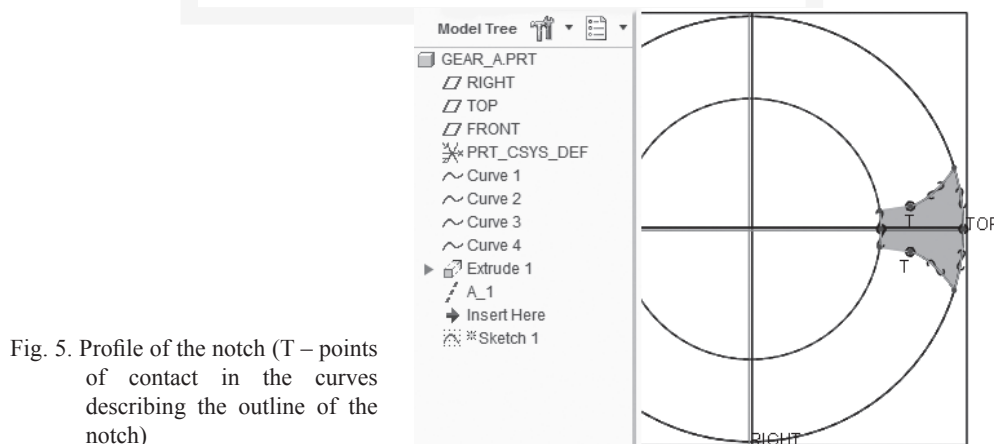 Model Tree
GEAR_A.PRT
RIGHT
TOP
FRONT
PRT_CSYS_DEF
Curve 1
Curve 2
Curve 3
Curve 4
Extrude 1
A_1
Insert Here
※Sketch 1
T
T
TOP
RIGHT
Fig. 5. Profile of the notch (T – points
of contact in the curves
describing the outline of the
notch)